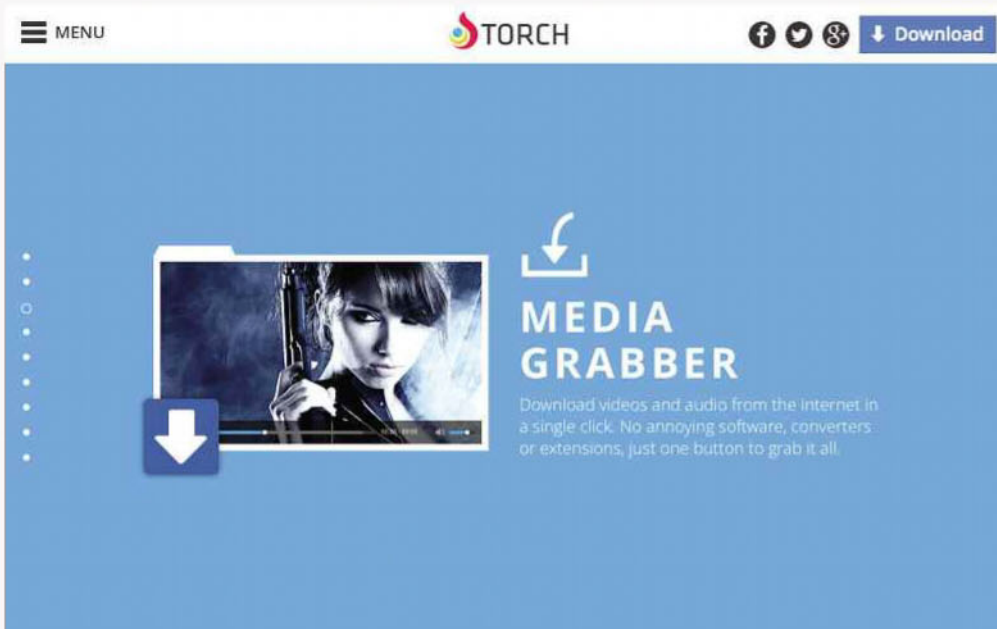 MENU
TORCH
Download
MEDIA
GRABBER
Download videos and audio from the internet in
a single click. No annoying software, converters
or extensions, just one button to grab it all.